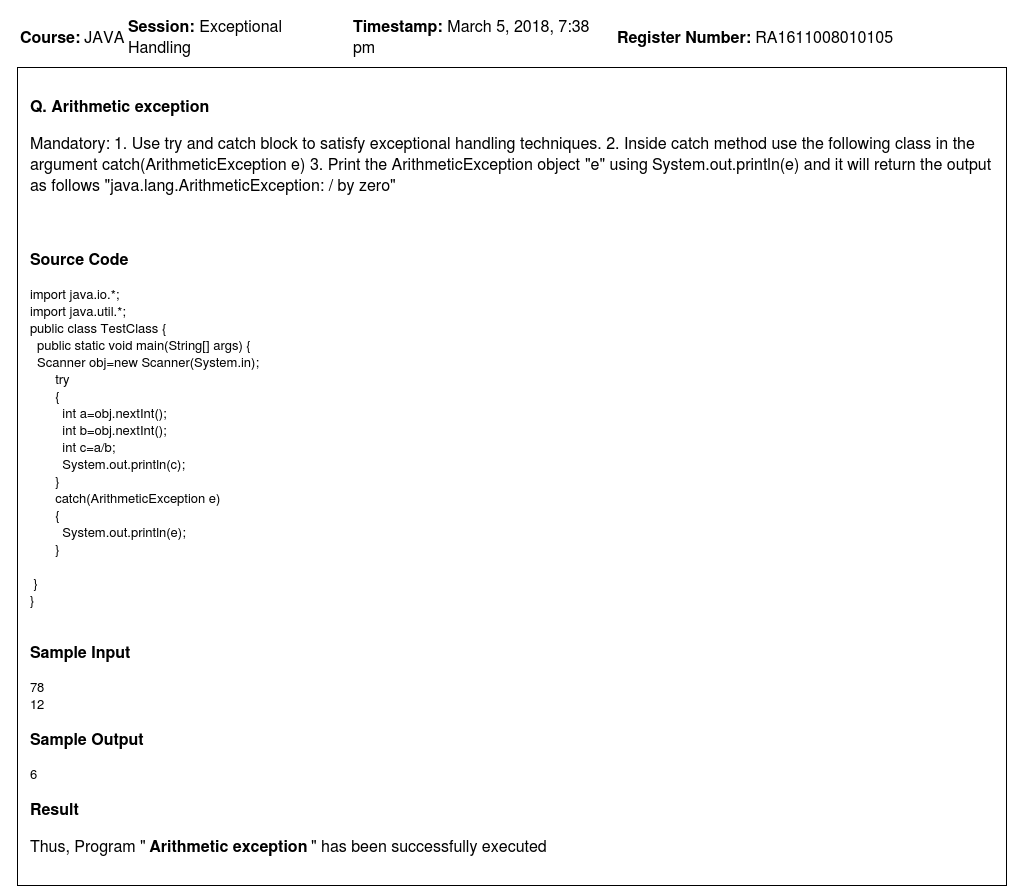 Course: JAVA Session: Exceptional Handling Timestamp: March 5, 2018, 7:38 pm Register Number: RA1611008010105
Q. Arithmetic exception
Mandatory: 1. Use try and catch block to satisfy exceptional handling techniques. 2. Inside catch method use the following class in the
argument catch(ArithmeticException e) 3. Print the ArithmeticException object "e" using System.out.println(e) and it will return the output
as follows "java.lang.ArithmeticException: / by zero"
Source Code
import java.io.*;
import java.util.*;
public class TestClass {
public static void main(String[] args) {
Scanner obj=new Scanner(System.in);
try
{
int a=obj.nextInt();
int b=obj.nextInt();
int c=a/b;
System.out.println(c);
}
catch(ArithmeticException e)
{
System.out.println(e);
}
}
}
Sample Input
78
12
Sample Output
6
Result
Thus, Program " Arithmetic exception " has been successfully executed